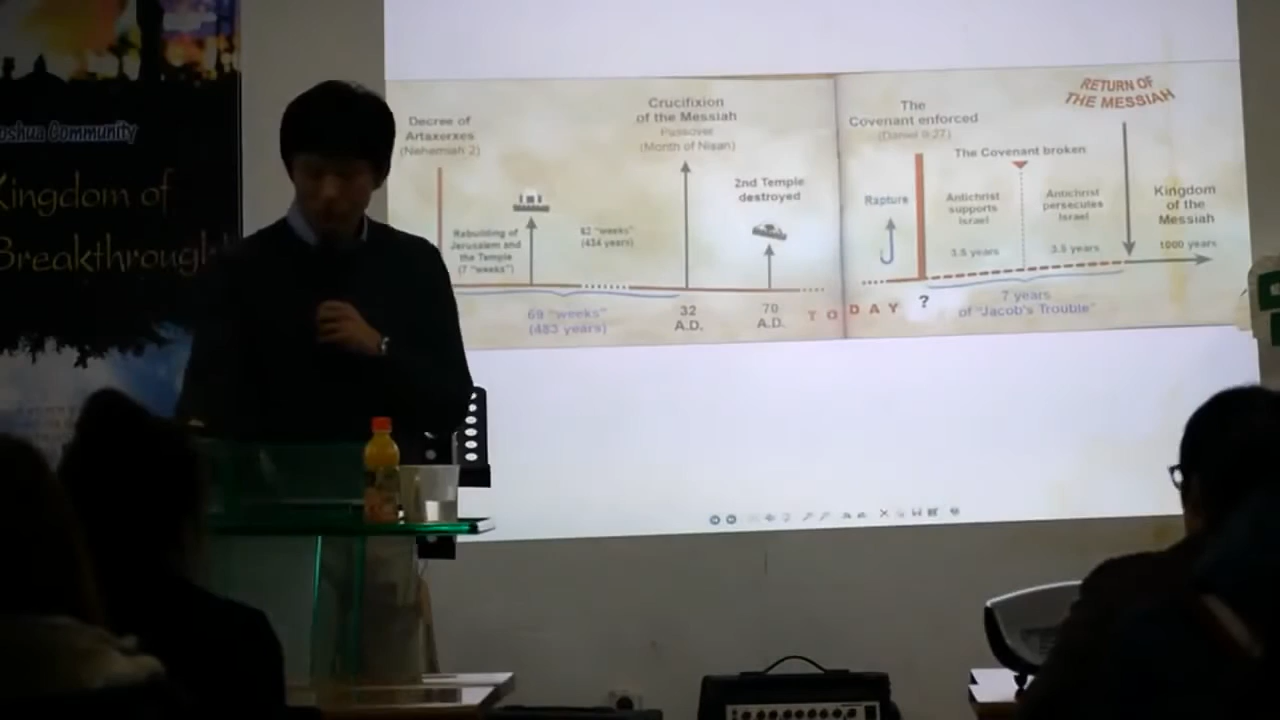 oshua Community
Kingdom of
Breakthrough
Decree of
Artaxerxes
(Nehemiah 2)
Rebuilding of
Jerusalem and
the Temple
(7 "weeks")
62 "weeks"
(434 years)
69 "weeks"
(483 years)
Crucifixion
of the Messiah
Passover
(Month of Nisan)
32
A.D.
2nd Temple
destroyed
70
A.D.
TODAY
Rapture
The
Covenant enforced
(Daniel 9:27)
?
The Covenant broken
Antichrist
supports
Israel
3.5 years
Antichrist
persecutes
Israel
3.5 years
7 years
of "Jacob's Trouble"
RETURN OF
THE MESSIAH
Kingdom
of the
Messiah
1000 years